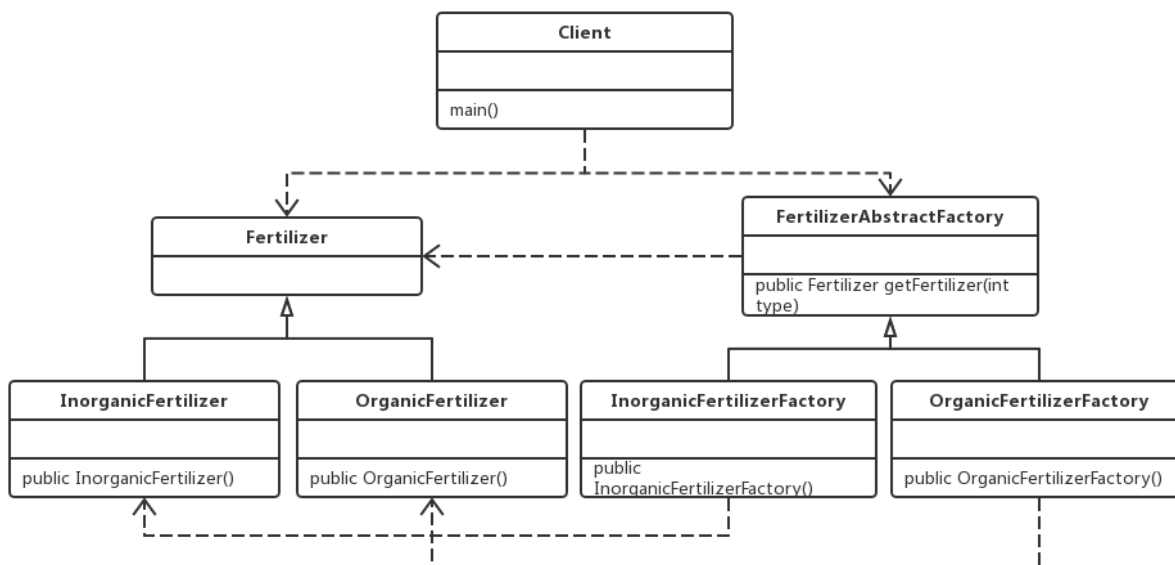 Client
main()
Fertilizer
FertilizerAbstractFactory
public Fertilizer getFertilizer(int
type)
InorganicFertilizer
public InorganicFertilizer()
OrganicFertilizer
public OrganicFertilizer()
InorganicFertilizerFactory
public
InorganicFertilizerFactory()
OrganicFertilizerFactory
public OrganicFertilizerFactory()